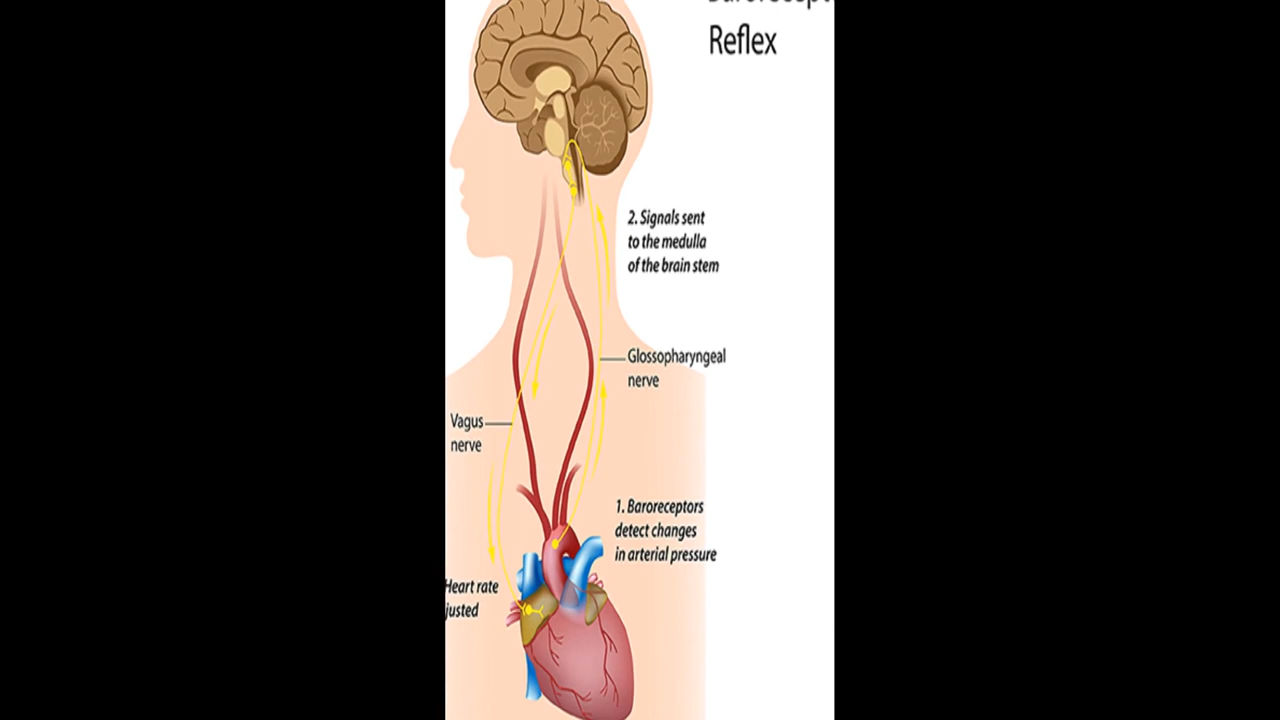 Reflex
2. Signals sent
to the medulla
of the brain stem
Glossopharyngeal
nerve
Vagus
nerve
1. Baroreceptors
detect changes
in arterial pressure
Heart rate
justed